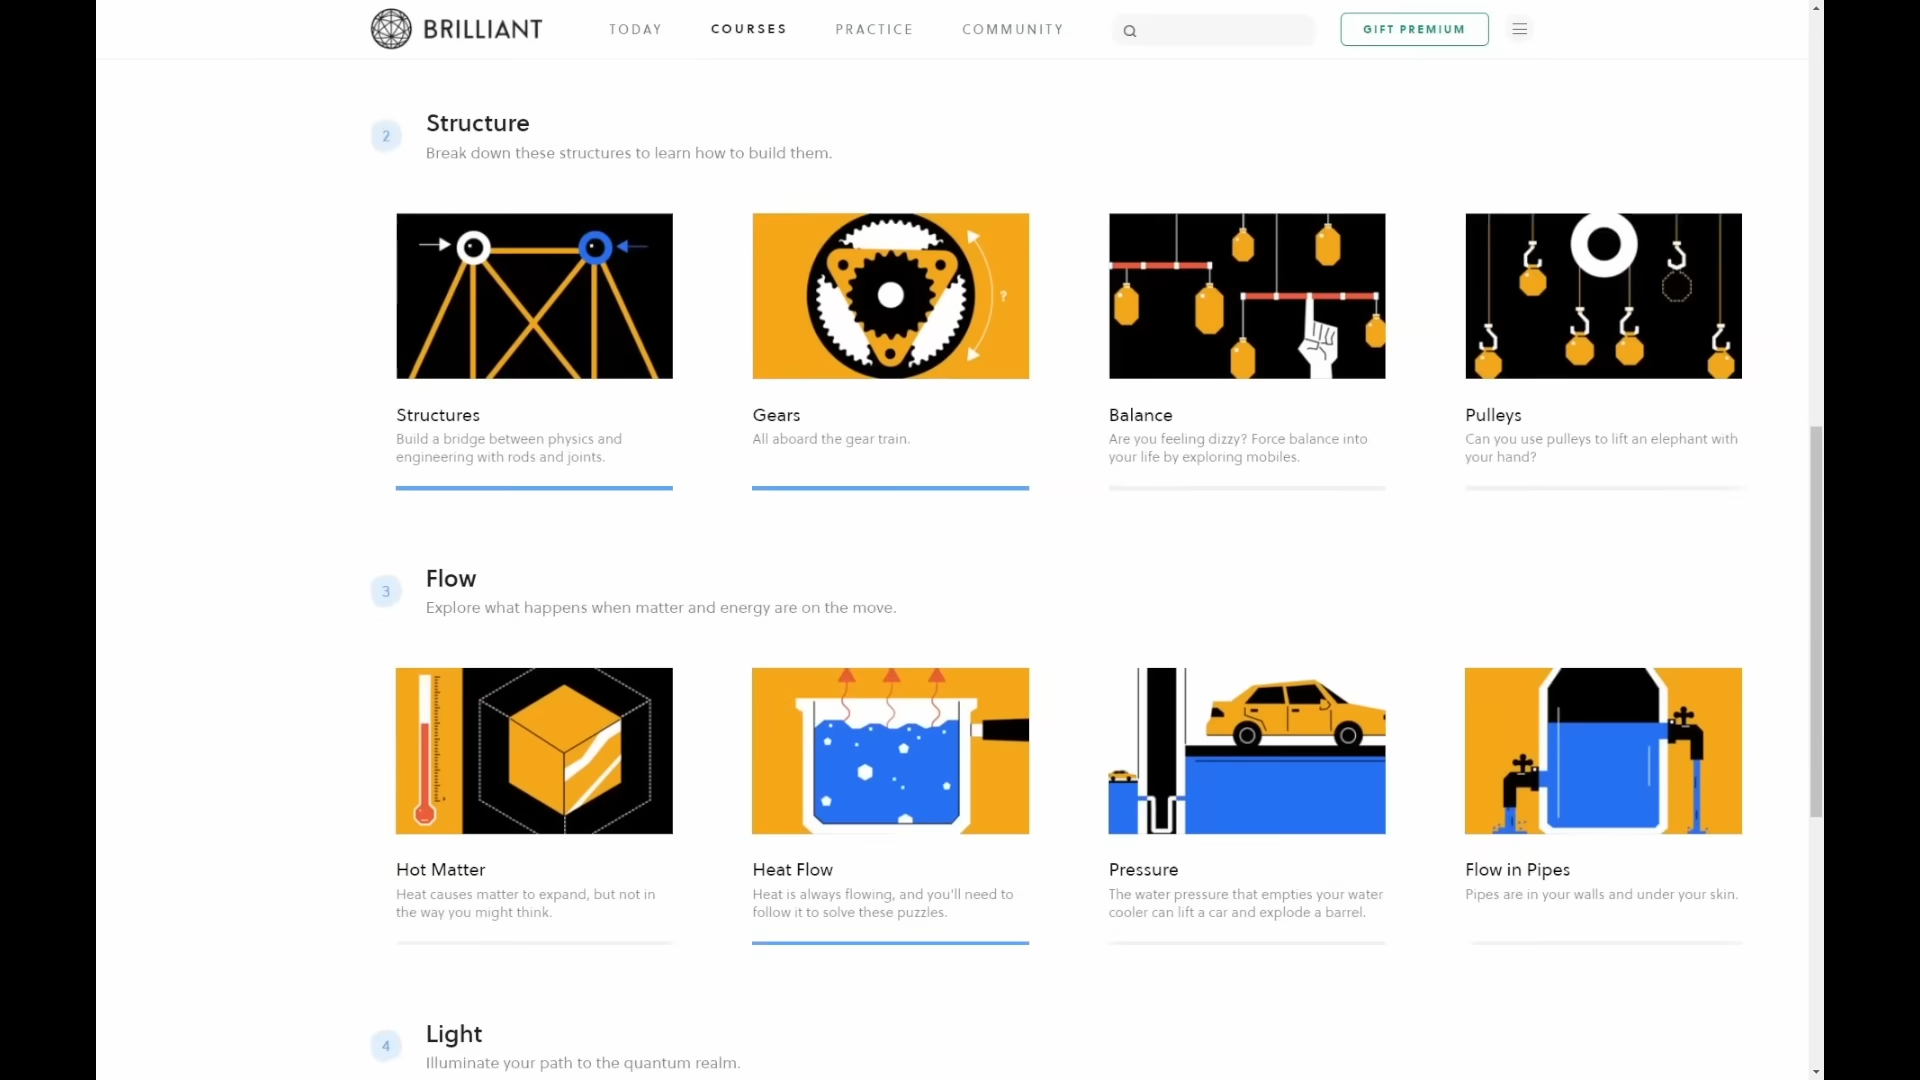 BRILLIANT
TODAY
COURSES
PRACTICE
COMMUNITY
GIFT PREMIUM
2
Structure
Break down these structures to learn how to build them.
?
Structures
Build a bridge between physics and
engineering with rods and joints.
Gears
All aboard the gear train.
Balance
Are you feeling dizzy? Force balance into
your life by exploring mobiles.
Pulleys
Can you use pulleys to lift an elephant with
your hand?
3
Flow
Explore what happens when matter and energy are on the move.
Hot Matter
Heat causes matter to expand, but not in
the way you might think.
Heat Flow
Heat is always flowing, and you'll need to
follow it to solve these puzzles.
Pressure
The water pressure that empties your water
cooler can lift a car and explode a barrel.
Flow in Pipes
Pipes are in your walls and under your skin.
4
Light
Illuminate your path to the quantum realm.